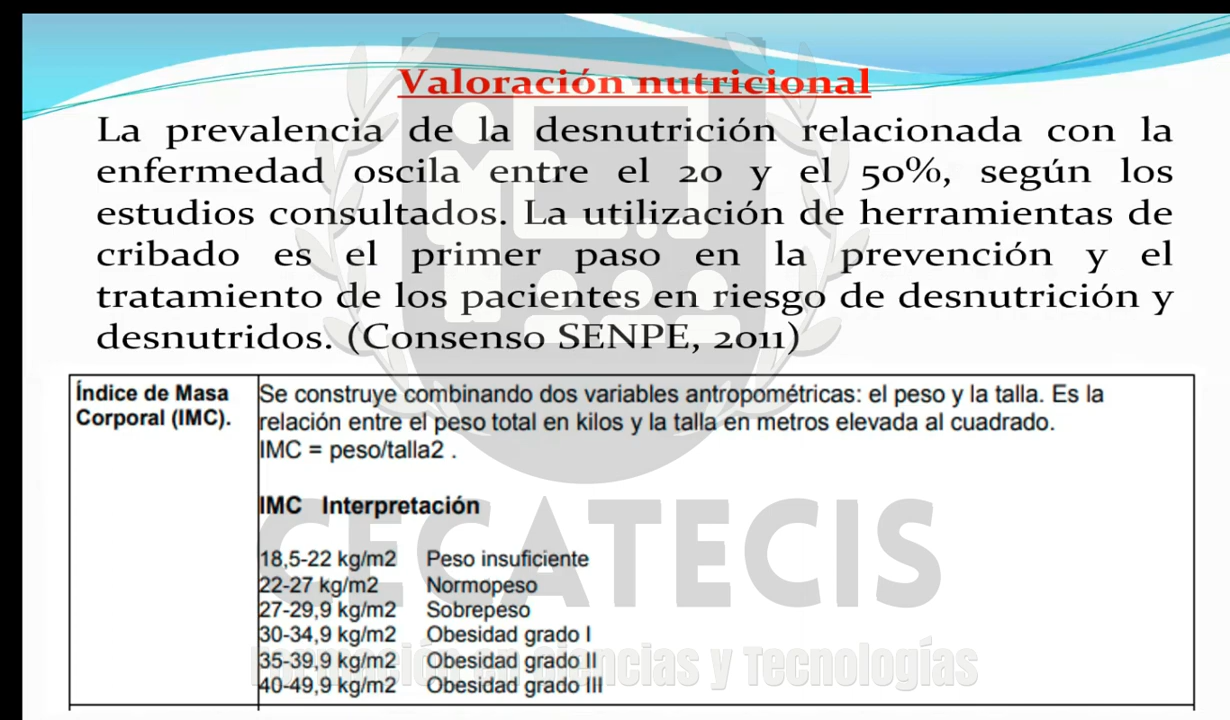 Valoración nutricional
La prevalencia de la desnutrición relacionada con la
enfermedad oscila entre el 20 y el 50%, según los
estudios consultados. La utilización de herramientas de
cribado es el primer paso en la prevención y el
tratamiento de los pacientes en riesgo de desnutrición y
desnutridos. (Consenso SENPE, 2011)
Índice de Masa
Corporal (IMC).
Se construye combinando dos variables antropométricas: el peso y la talla. Es la
relación entre el peso total en kilos y la talla en metros elevada al cuadrado.
IMC = peso/talla2 .
IMC Interpretación
18,5-22 kg/m2 Peso insuficiente
22-27 kg/m2 Normopeso
27-29,9 kg/m2 Sobrepeso
30-34,9 kg/m2 Obesidad grado I
35-39,9 kg/m2 Obesidad grado II
40-49,9 kg/m2 Obesidad grado III
CECATECIS
Formación en Ciencias y Tecnologías